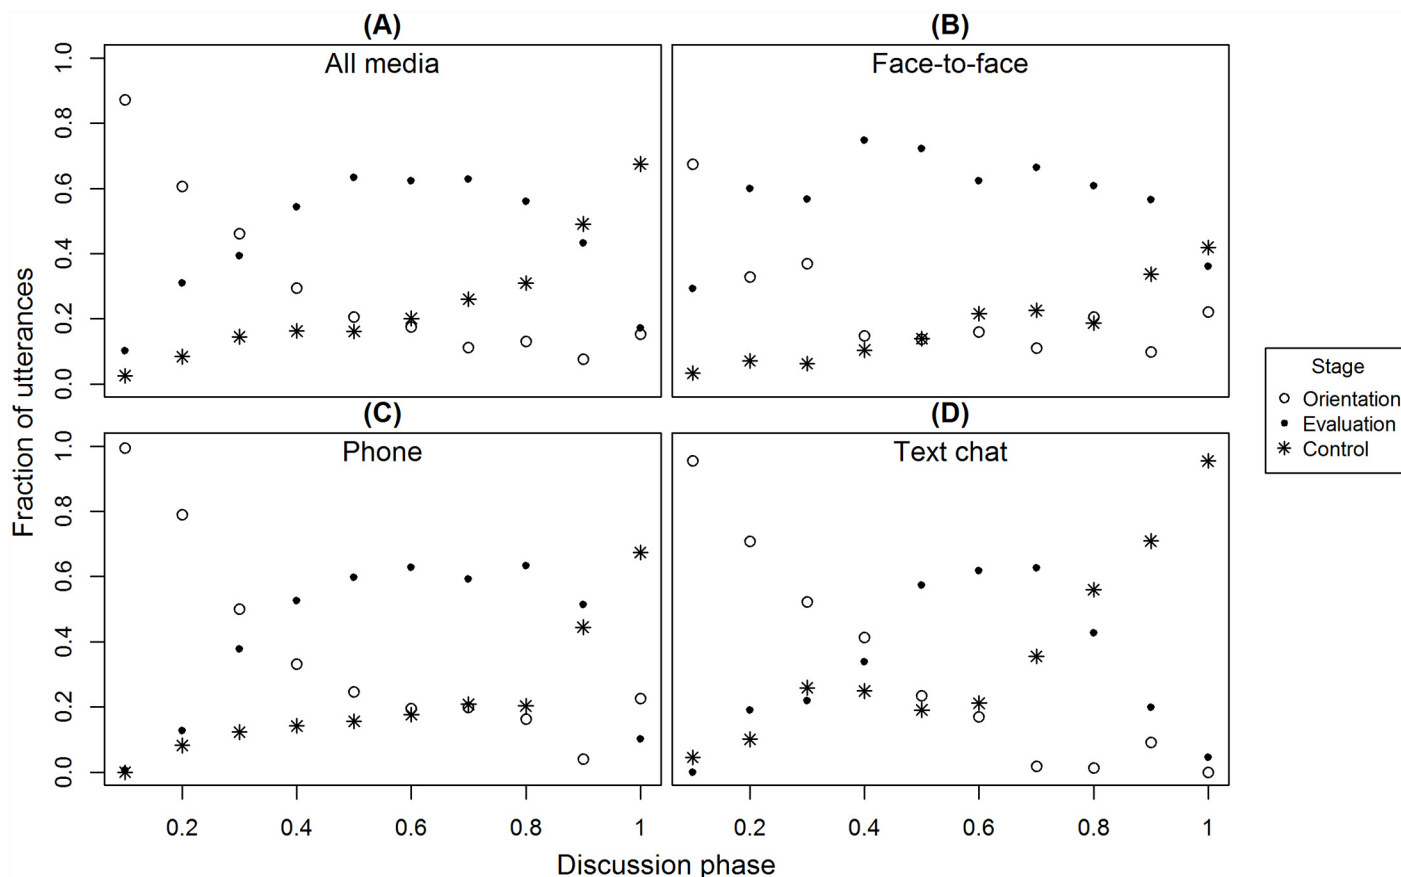 (A)
(B)
All media
Face-to-face
1.0
0.8
0.6
0.4
0.2
0.0
(C)
(D)
Phone
Text chat
1.0
0.8
0.6
0.4
0.2
0.0
0.2 0.4 0.6 0.8 1
0.2 0.4 0.6 0.8 1
Fraction of utterances
Discussion phase
Stage
Orientation
Evaluation
Control